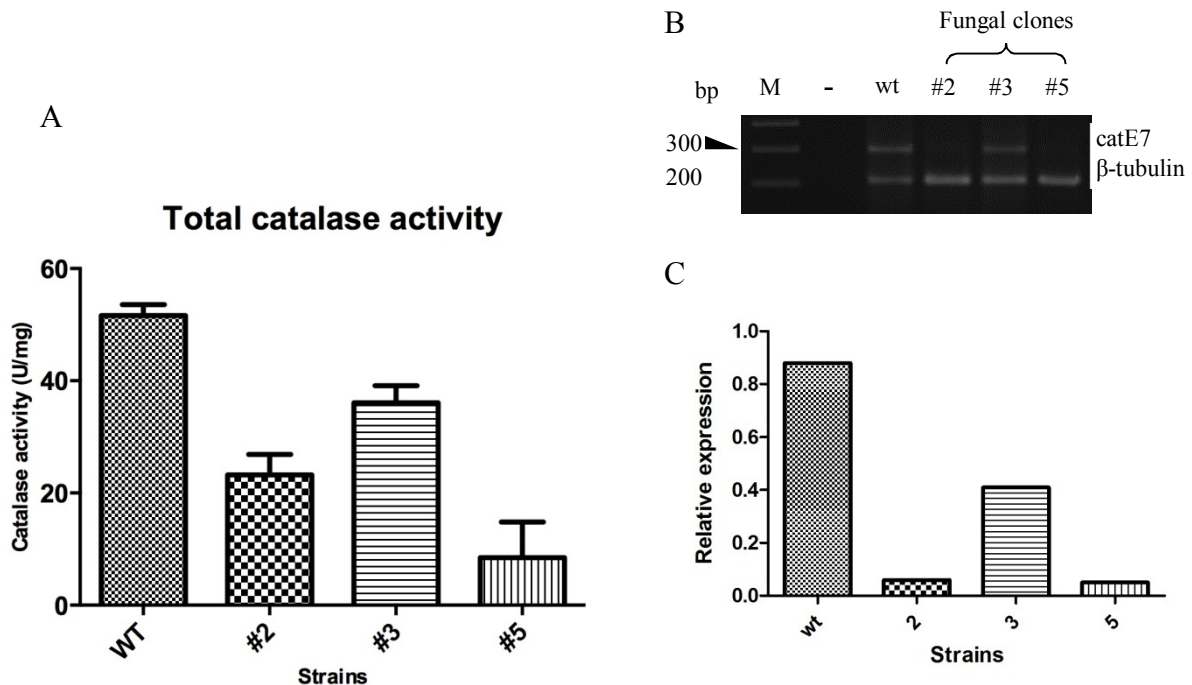 A
Total catalase activity
Catalase activity (U/mg)
60
40
20
0
WT #2 #3 #5
Strains
B
Fungal clones
bp M - wt #2 #3 #5
300
200
catE7
β-tubulin
C
Relative expression
1.0
0.8
0.6
0.4
0.2
0.0
wt 2 3 5
Strains